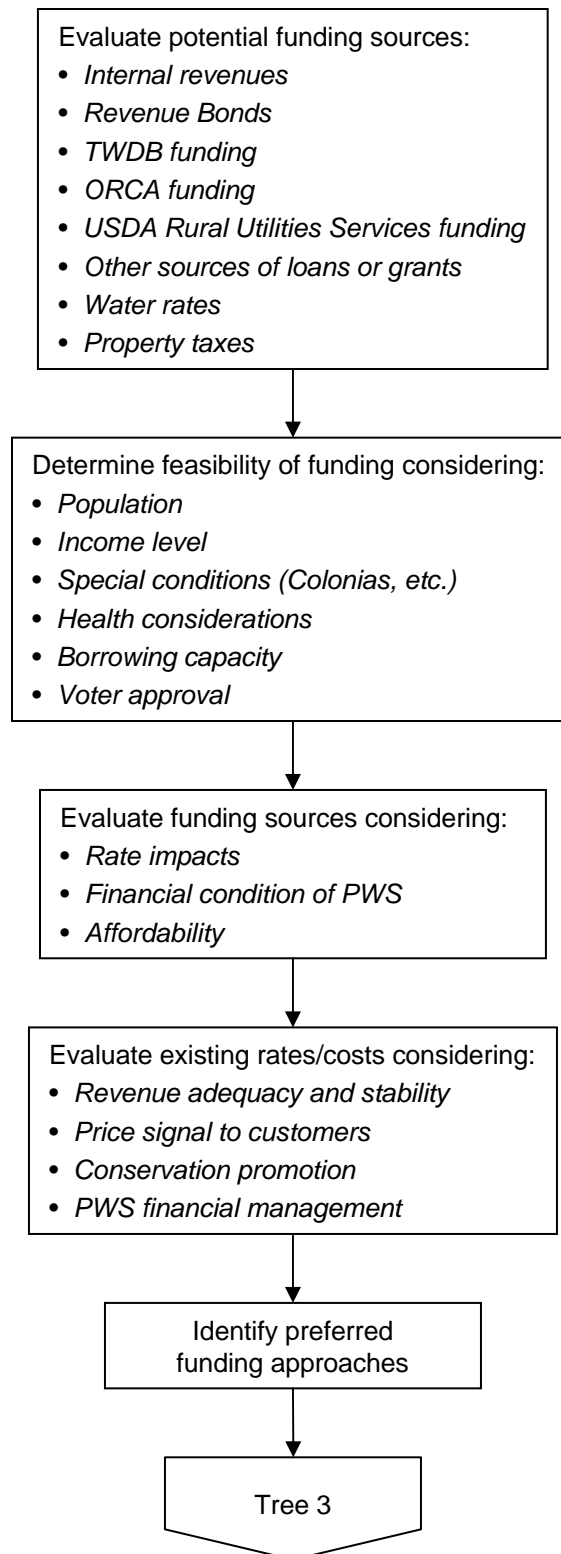 Evaluate potential funding sources:
• Internal revenues
• Revenue Bonds
• TWDB funding
• ORCA funding
• USDA Rural Utilities Services funding
• Other sources of loans or grants
• Water rates
• Property taxes
Determine feasibility of funding considering:
• Population
• Income level
• Special conditions (Colonias, etc.)
• Health considerations
• Borrowing capacity
• Voter approval
Evaluate funding sources considering:
• Rate impacts
• Financial condition of PWS
• Affordability
Evaluate existing rates/costs considering:
• Revenue adequacy and stability
• Price signal to customers
• Conservation promotion
• PWS financial management
Identify preferred
funding approaches
Tree 3